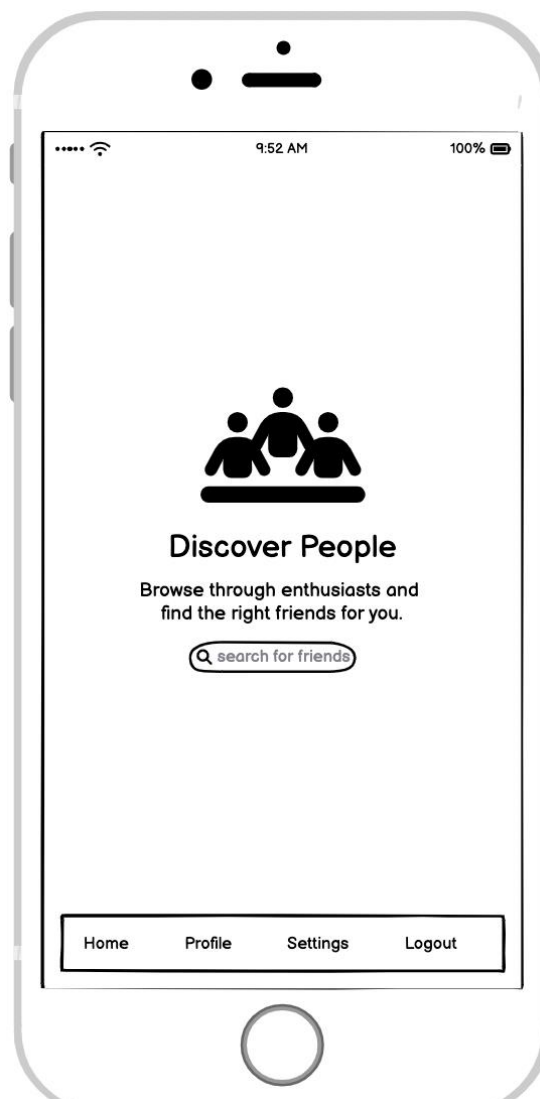 9:52 AM
100%
Discover People
Browse through enthusiasts and
find the right friends for you.
search for friends
Home Profile Settings Logout